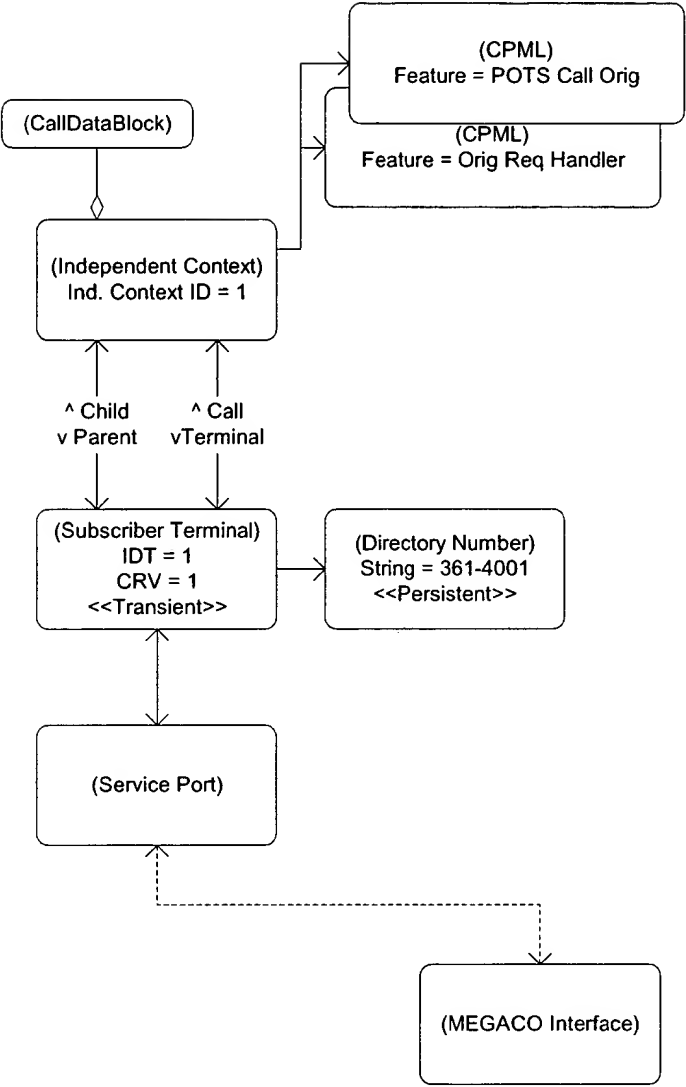 (CPML)
Feature = POTS Call Orig
(CPML)
Feature = Orig Req Handler
(CallDataBlock)
(Independent Context)
Ind. Context ID = 1
^ Child
v Parent
^ Call
vTerminal
(Subscriber Terminal)
IDT = 1
CRV = 1
<<Transient>>
(Directory Number)
String = 361-4001
<<Persistent>>
(Service Port)
(MEGACO Interface)